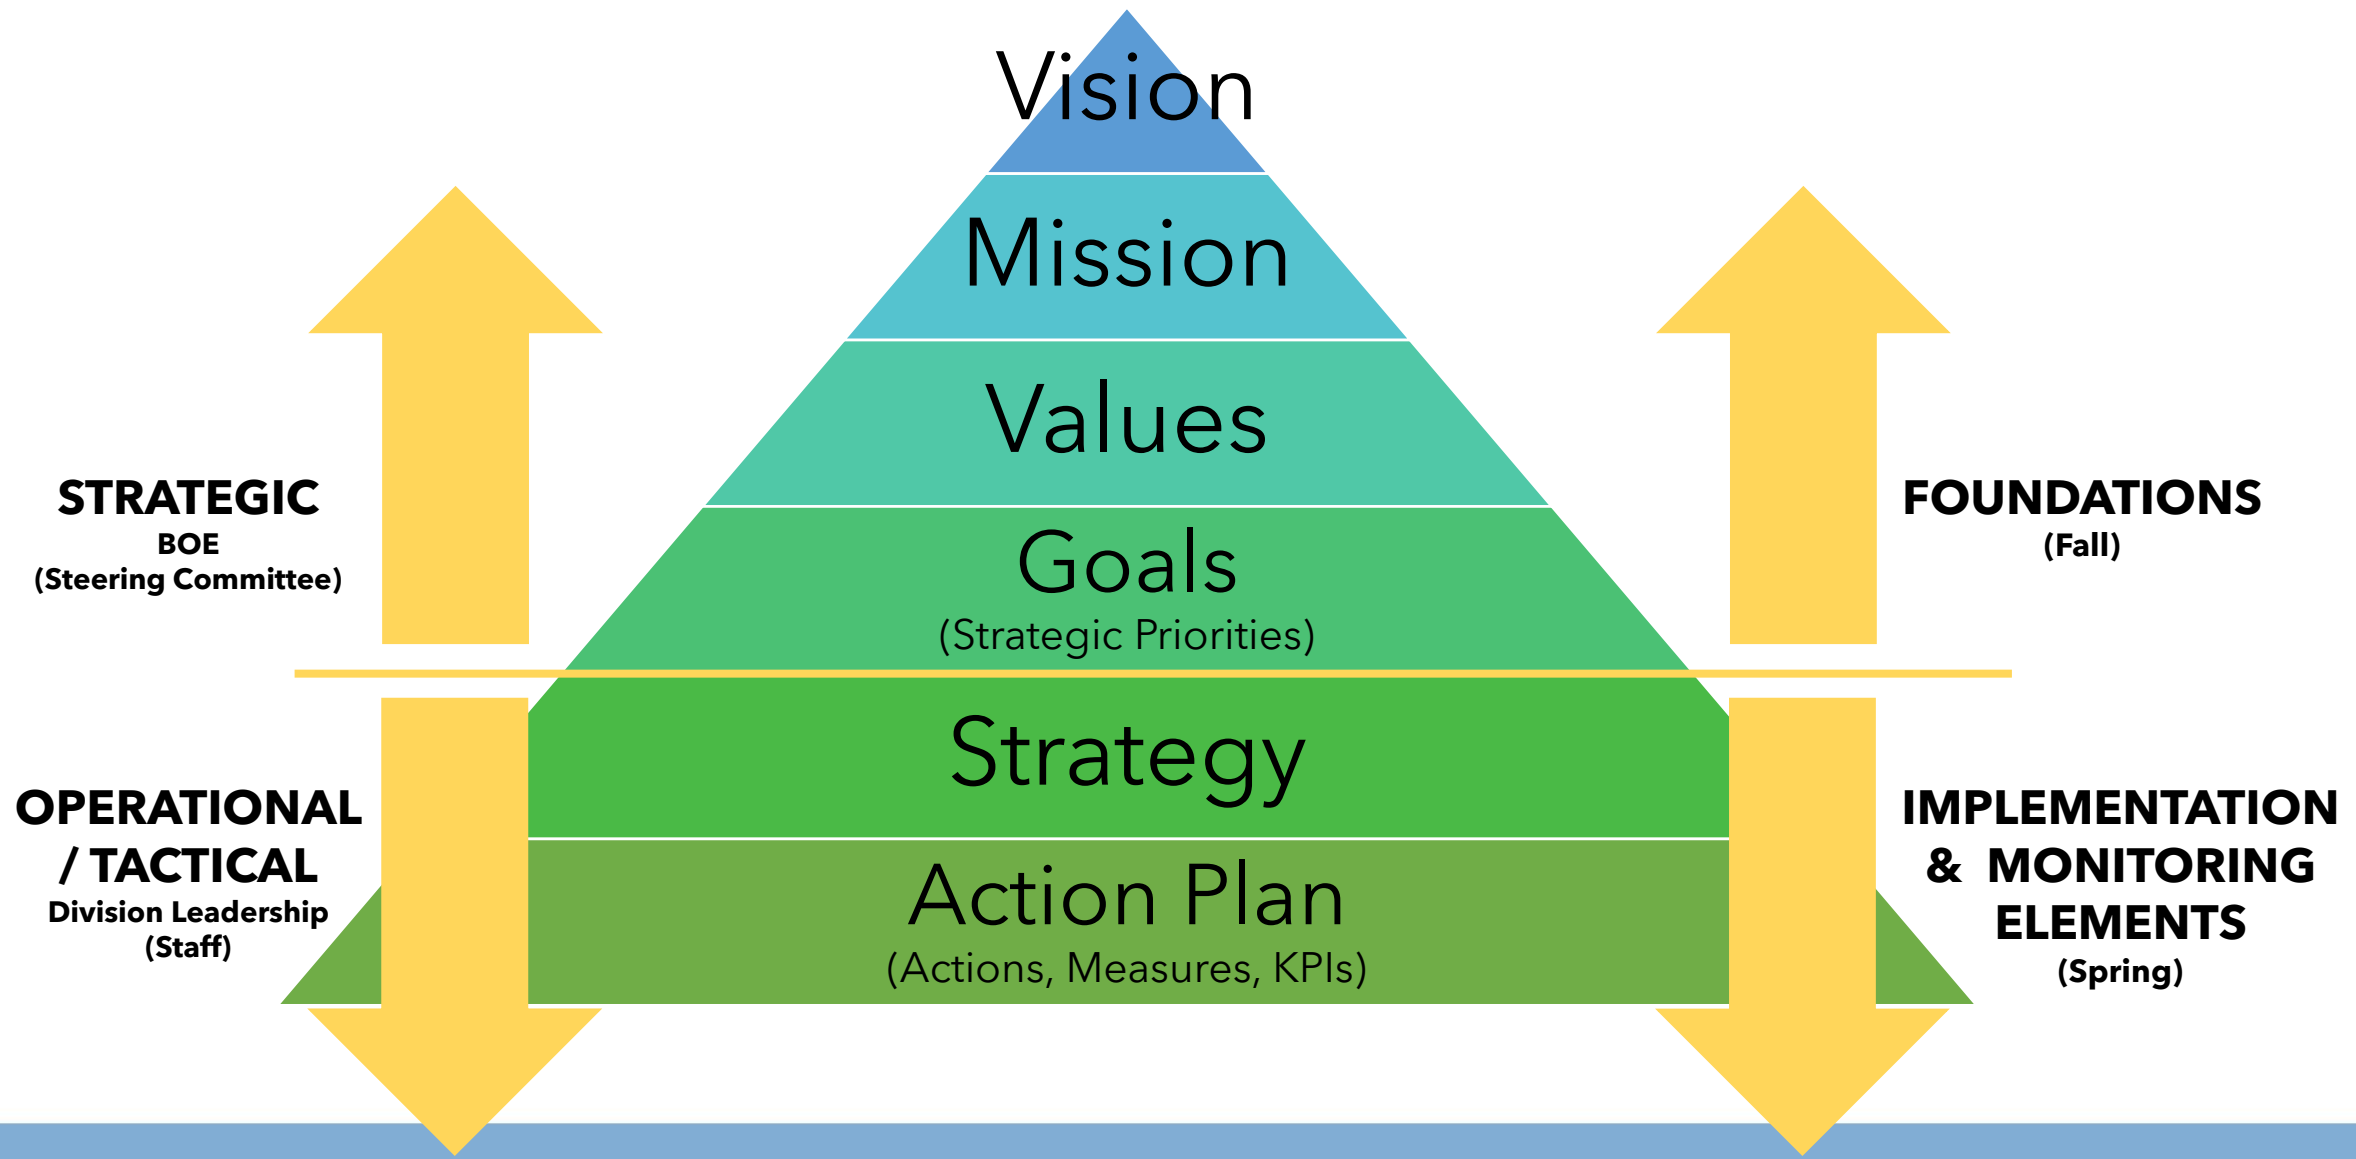 Vision
Mission
Values
Goals
(Strategic Priorities)
Strategy
Action Plan
(Actions, Measures, KPIs)
STRATEGIC
BOE
(Steering Committee)
OPERATIONAL
/ TACTICAL
Division Leadership
(Staff)
FOUNDATIONS
(Fall)
IMPLEMENTATION
& MONITORING
ELEMENTS
(Spring)